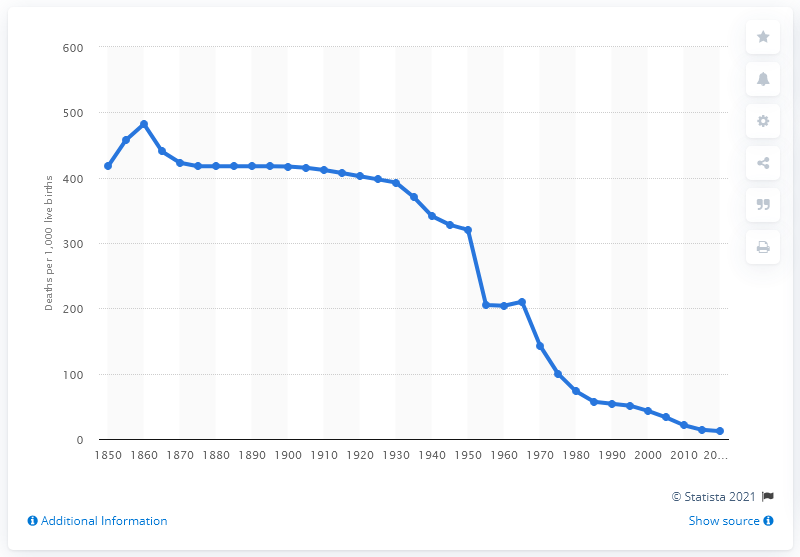 600
500
400
300
200
100
0
Deaths per 1,000 live births
1850 1860 1870 1880 1890 1900 1910 1920 1930 1940 1950 1960 1970 1980 1990 2000 2010 20...
© Statista 2021
Additional Information
Show source